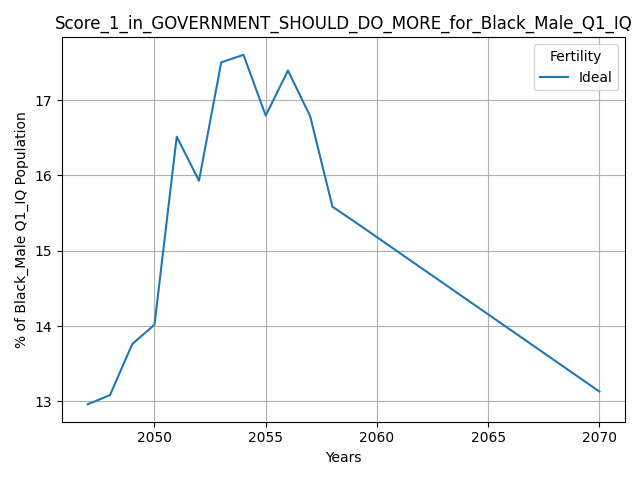 Score_1_in_GOVERNMENT_SHOULD_DO_MORE_for_Black_Male_Q1_IQ
Fertility
Ideal
% of Black_Male Q1_IQ Population
17
16
15
14
13
2050
2055
2060
2065
2070
Years